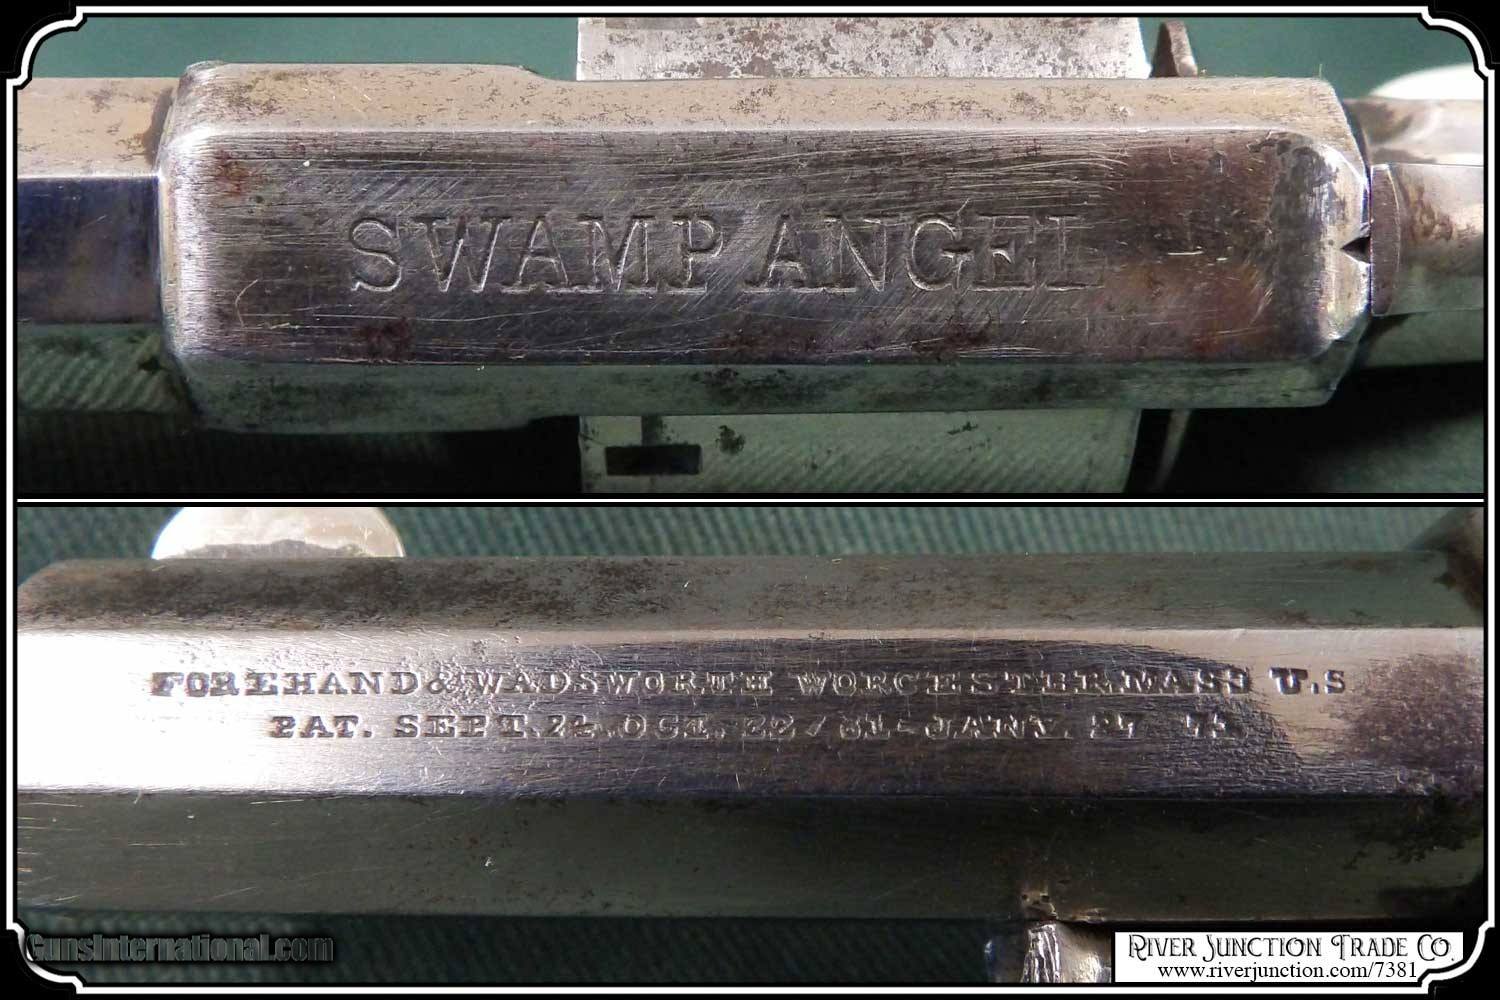 SWAMP ANGEL
FOREHAND & WADSWORTH WORCESTER. MASS U.S
PAT. SEPT. 24. OCT. 22/61 - JANY. 27 71
GunsInternational.com
RIVER JUNCTION TRADE CO.
www.riverjunction.com/7381